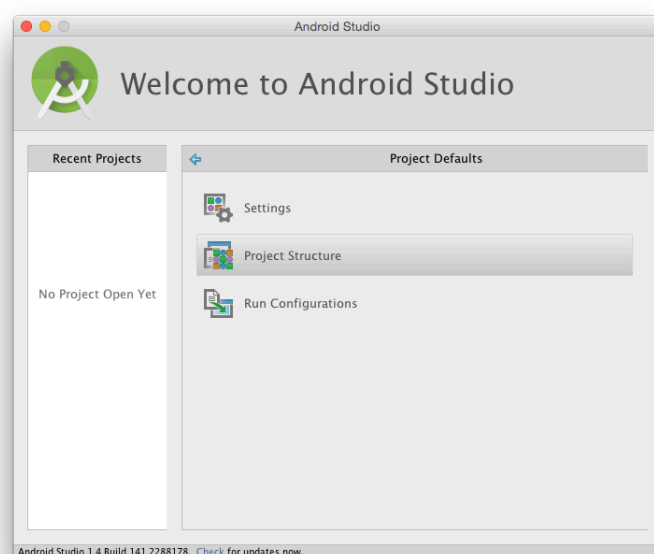 Android Studio
Welcome to Android Studio
Recent Projects
Project Defaults
Settings
Project Structure
No Project Open Yet
Run Configurations
Android Studio 1.4 Build 141.2288178. Check for updates now.